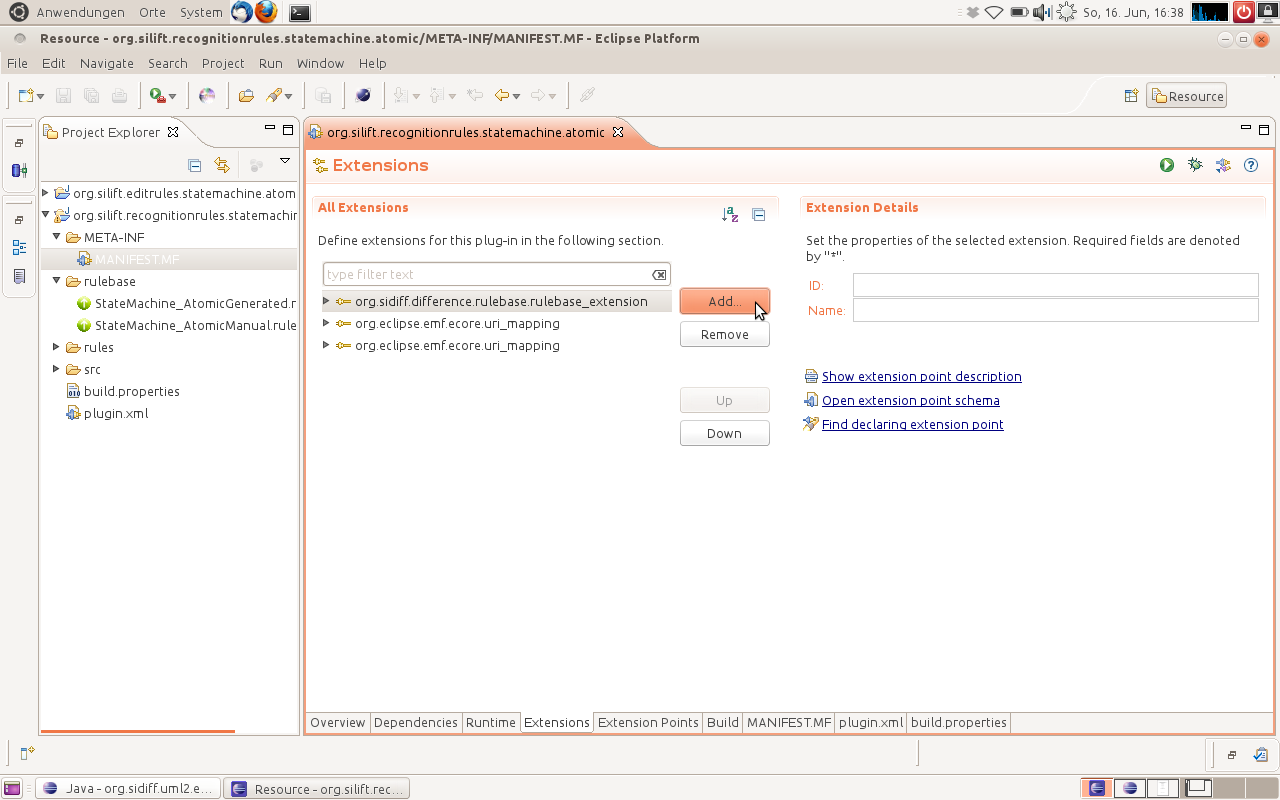 Anwendungen Orte System So, 16. Jun, 16:38
Resource - org.silift.recognitionrules.statemachine.atomic/META-INF/MANIFEST.MF - Eclipse Platform
File Edit Navigate Search Project Run Window Help
Resource
Project Explorer
org.silift.recognitionrules.statemachine.atomic
Extensions
org.silift.editrules.statemachine.atom
org.silift.recognitionrules.statemachir
META-INF
MANIFEST.MF
rulebase
StateMachine_AtomicGenerated.r
StateMachine_AtomicManual.rule
rules
src
build.properties
plugin.xml
All Extensions
Define extensions for this plug-in in the following section.
type filter text
org.sidiff.difference.rulebase.rulebase_extension
org.eclipse.emf.ecore.uri_mapping
org.eclipse.emf.ecore.uri_mapping
Add...
Remove
Up
Down
Extension Details
Set the properties of the selected extension. Required fields are denoted
by "*".
ID:
Name:
Show extension point description
Open extension point schema
Find declaring extension point
Overview Dependencies Runtime Extensions Extension Points Build MANIFEST.MF plugin.xml build.properties
Java - org.sidiff.uml2.e... Resource - org.silift.rec...